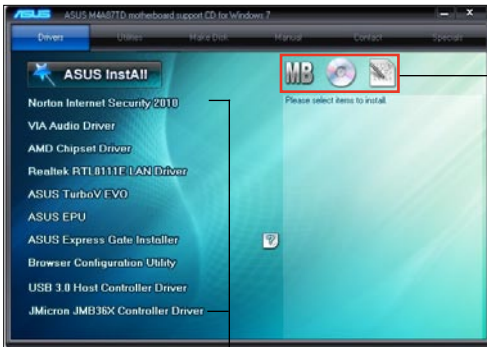 ASUS ASUS M4A87TD motherboard support CD for Windows 7
Drivers Utilities Make Disk Manual Contact Specials
ASUS InstAll
MB
Please select items to install.
Norton Internet Security 2010
VIA Audio Driver
AMD Chipset Driver
Realtek RTL8111E LAN Driver
ASUS TurboV EVO
ASUS EPU
ASUS Express Gate Installer
?
Browser Configuration Utility
USB 3.0 Host Controller Driver
JMicron JMB36X Controller Driver